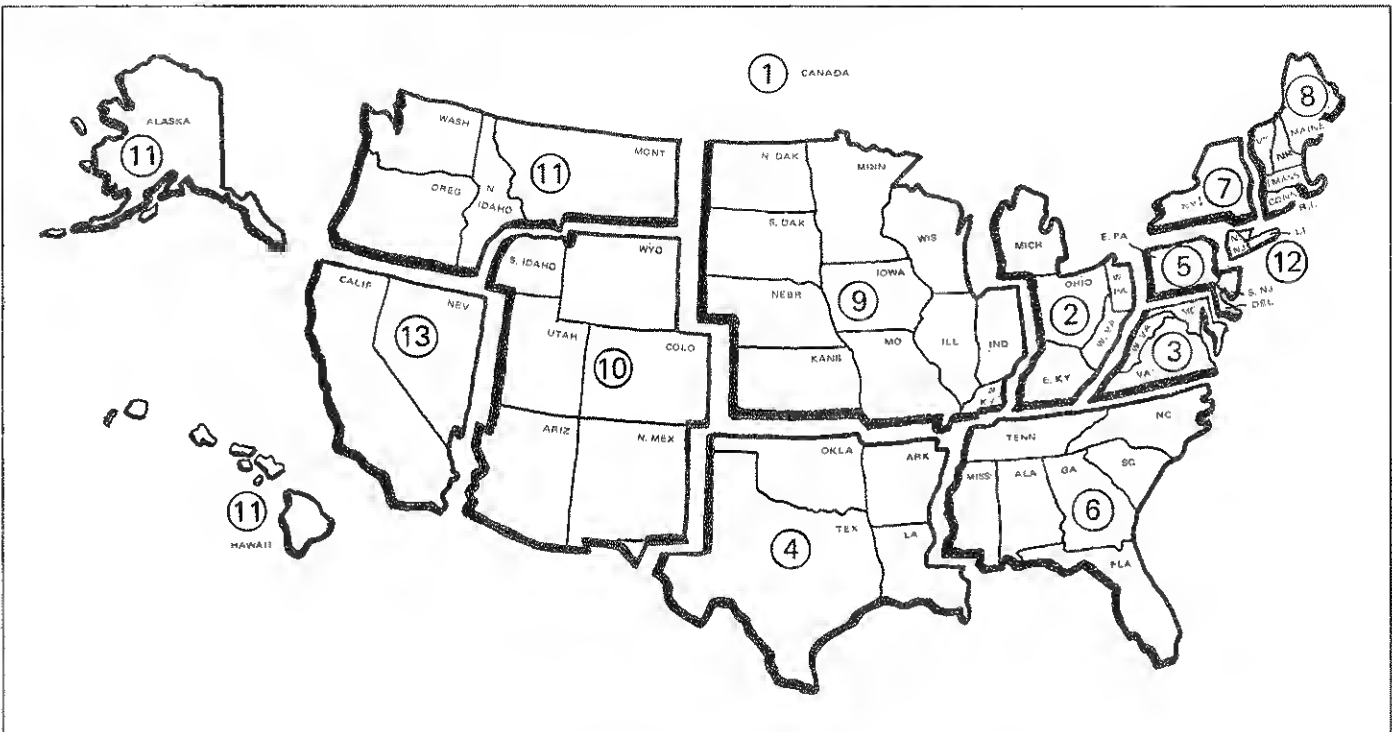 1 CANADA
8
ALASKA
WASH
MAINE
VT
11
MONT
N. DAK
MINN
NH
11
OREG
N IDAHO
7
MASS
N.Y.
CONN
R.I.
S. DAK
WIS
MICH
E. PA
LI
WYO
S. IDAHO
5
12
IOWA
OHIO
W. PA
CALIF
NEV
NEBR
9
S. NJ
DEL
2
13
UTAH
COLO
MO
ILL
IND
W. VA
W. VA
3
10
KANS
E. KY
VA
ARIZ
N. MEX
OKLA
ARK
TENN
NC
MISS
ALA
GA
SC
11
HAWAII
4
TEX
LA
6
FLA